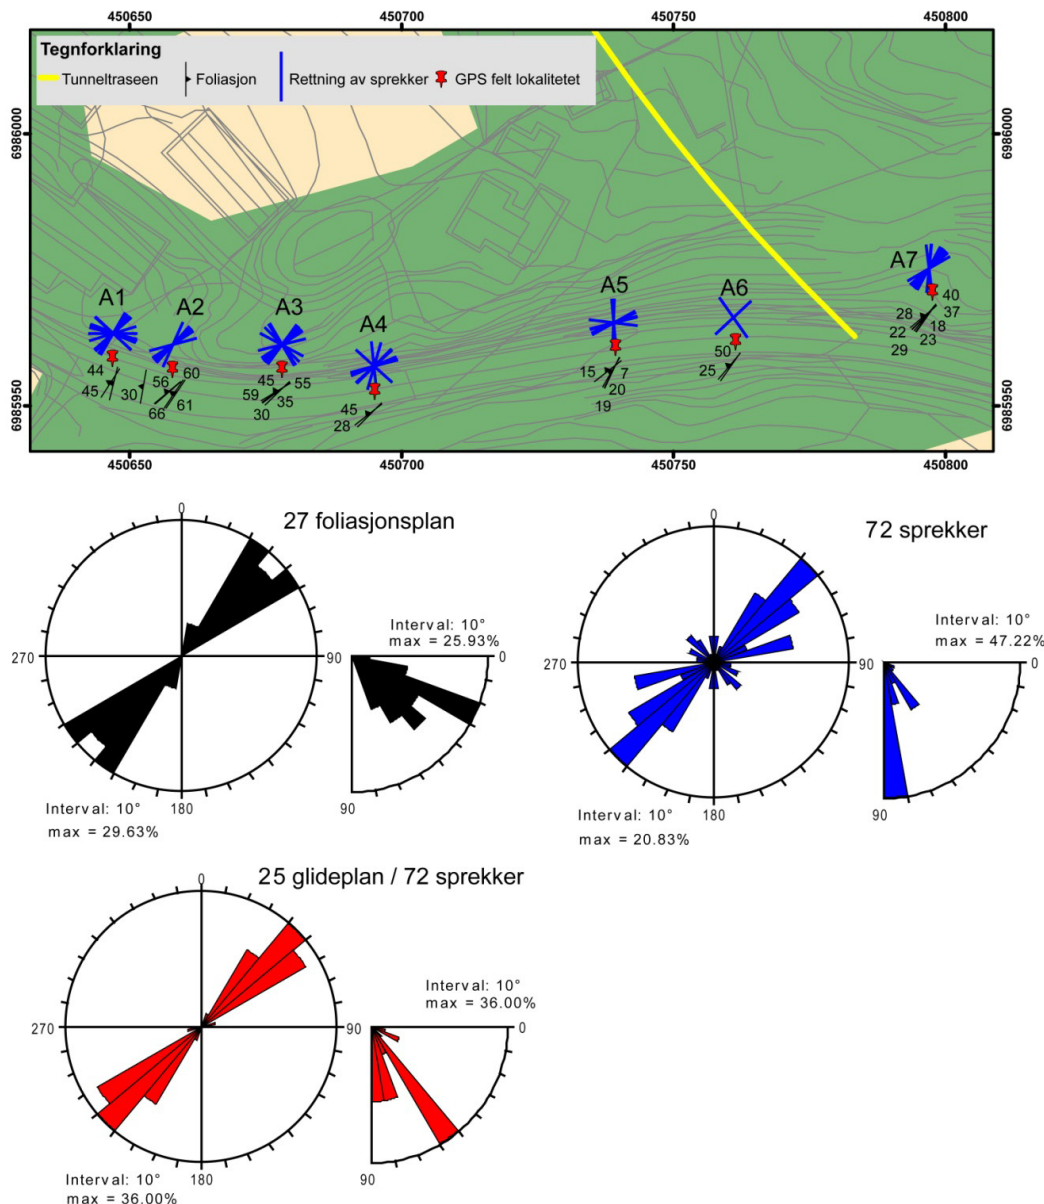 450650 450700 450750 450800
Tegnforklaring
Tunneltraseen Foliasjon Rettning av sprekker GPS felt lokalitetet
6986000 6986000
A7
A5 A6
A1 A2 A3 A4
40
28 37
22 18
29 23
44 56 60 45 55 15 7 50
45 30 59 35 20 25
66 61 30 45 19
28
6985950 6985950
450650 450700 450750 450800
27 foliasjonsplan
0
270 90
180
Interval: 10°
max = 29.63%
Interval: 10°
max = 25.93%
0
90
72 sprekker
0
270 90
180
Interval: 10°
max = 20.83%
Interval: 10°
max = 47.22%
0
90
25 glideplan / 72 sprekker
0
270 90
180
Interval: 10°
max = 36.00%
Interval: 10°
max = 36.00%
0
90